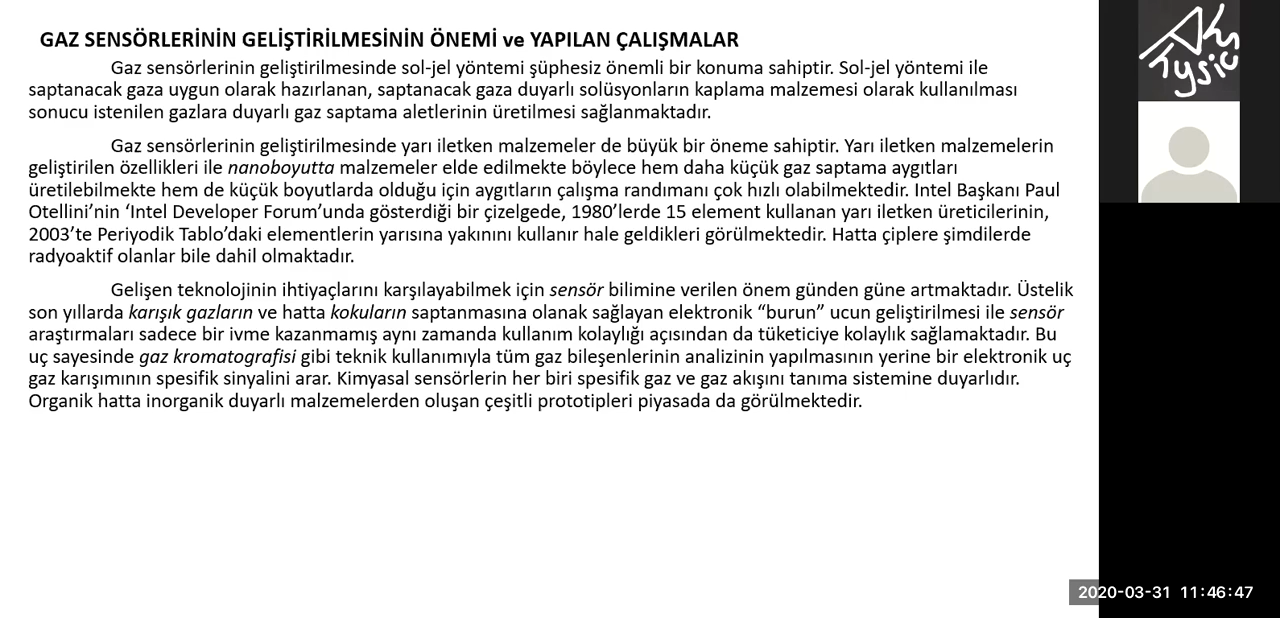 GAZ SENSÖRLERİNİN GELİŞTİRİLMESİNİN ÖNEMİ ve YAPILAN ÇALIŞMALAR
Gaz sensörlerinin geliştirilmesinde sol-jel yöntemi şüphesiz önemli bir konuma sahiptir. Sol-jel yöntemi ile
saptanacak gaza uygun olarak hazırlanan, saptanacak gaza duyarlı solüsyonların kaplama malzemesi olarak kullanılması
sonucu istenilen gazlara duyarlı gaz saptama aletlerinin üretilmesi sağlanmaktadır.
Gaz sensörlerinin geliştirilmesinde yarı iletken malzemeler de büyük bir öneme sahiptir. Yarı iletken malzemelerin
geliştirilen özellikleri ile nanoboyutta malzemeler elde edilmekte böylece hem daha küçük gaz saptama aygıtları
üretilebilmekte hem de küçük boyutlarda olduğu için aygıtların çalışma randımanı çok hızlı olabilmektedir. Intel Başkanı Paul
Otellini’nin ‘Intel Developer Forum’unda gösterdiği bir çizelgede, 1980’lerde 15 element kullanan yarı iletken üreticilerinin,
2003’te Periyodik Tablo’daki elementlerin yarısına yakınını kullanır hale geldikleri görülmektedir. Hatta çiplere şimdilerde
radyoaktif olanlar bile dahil olmaktadır.
Gelişen teknolojinin ihtiyaçlarını karşılayabilmek için sensör bilimine verilen önem günden güne artmaktadır. Üstelik
son yıllarda karışık gazların ve hatta kokuların saptanmasına olanak sağlayan elektronik “burun” ucun geliştirilmesi ile sensör
araştırmaları sadece bir ivme kazanmamış aynı zamanda kullanım kolaylığı açısından da tüketiciye kolaylık sağlamaktadır. Bu
uç sayesinde gaz kromatografisi gibi teknik kullanımıyla tüm gaz bileşenlerinin analizinin yapılmasının yerine bir elektronik uç
gaz karışımının spesifik sinyalini arar. Kimyasal sensörlerin her biri spesifik gaz ve gaz akışını tanıma sistemine duyarlıdır.
Organik hatta inorganik duyarlı malzemelerden oluşan çeşitli prototipleri piyasada da görülmektedir.
2020-03-31 11:46:47